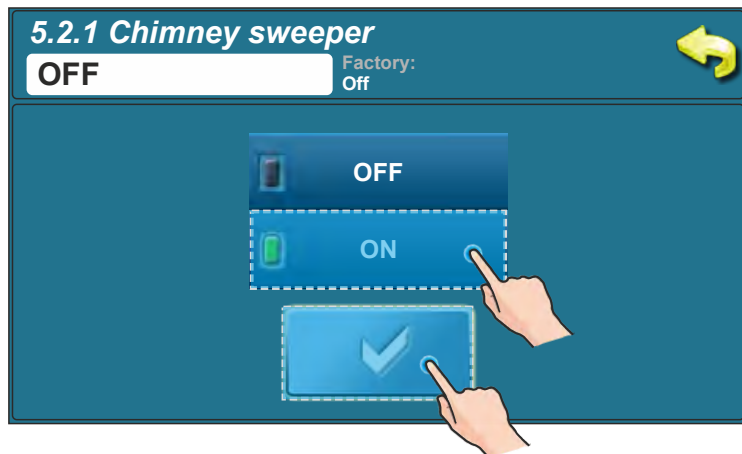 5.2.1 Chimney sweeper
OFF
Factory:
Off
OFF
ON